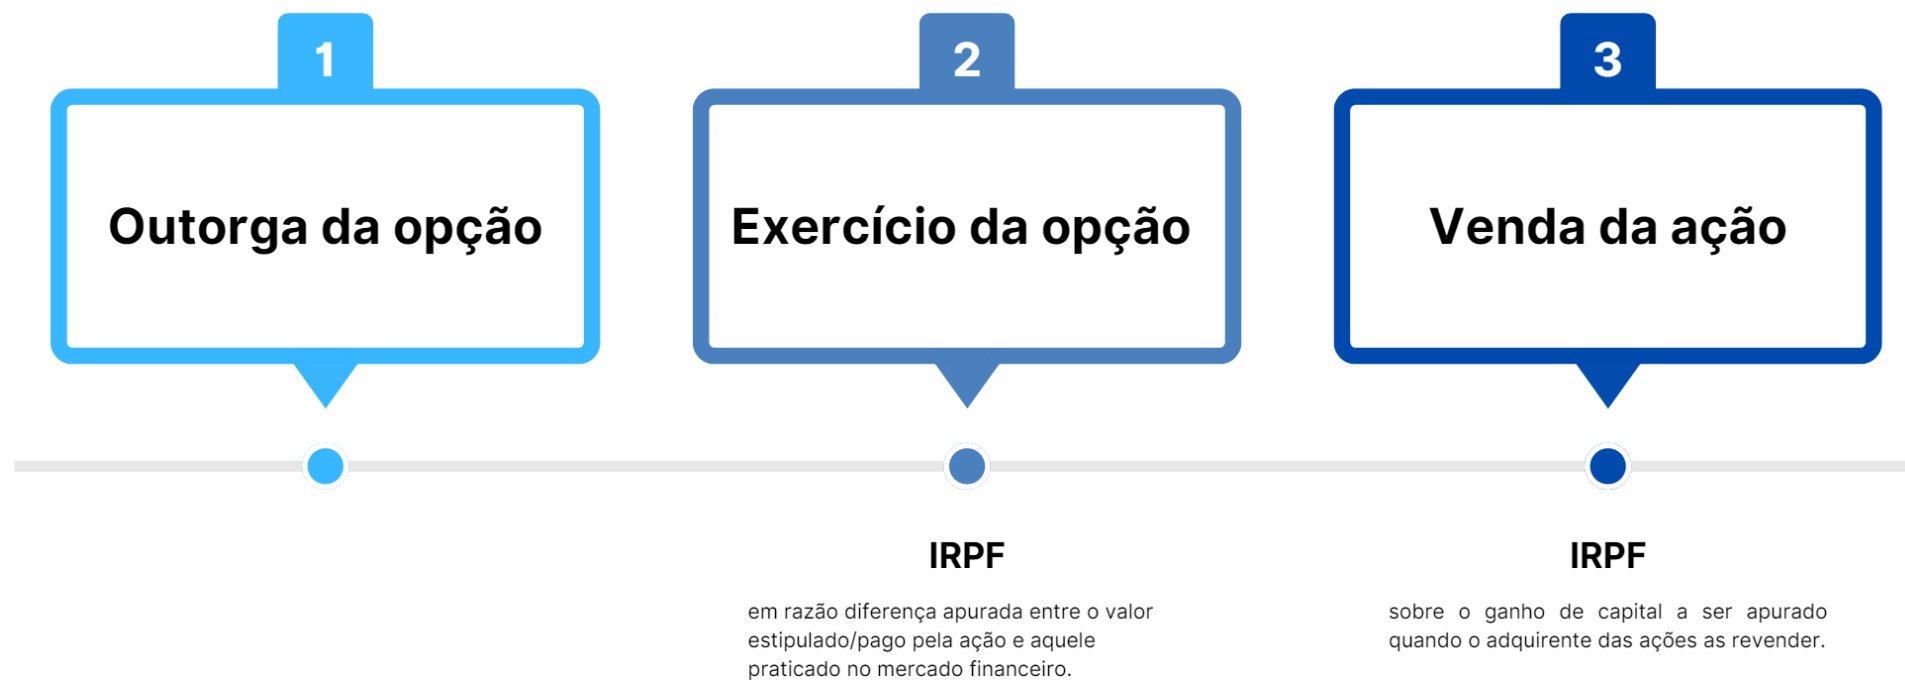 1
Outorga da opção
2
Exercício da opção
3
Venda da ação
IRPF
em razão diferença apurada entre o valor
estipulado/pago pela ação e aquele
praticado no mercado financeiro.
IRPF
sobre o ganho de capital a ser apurado
quando o adquirente das ações as revender.